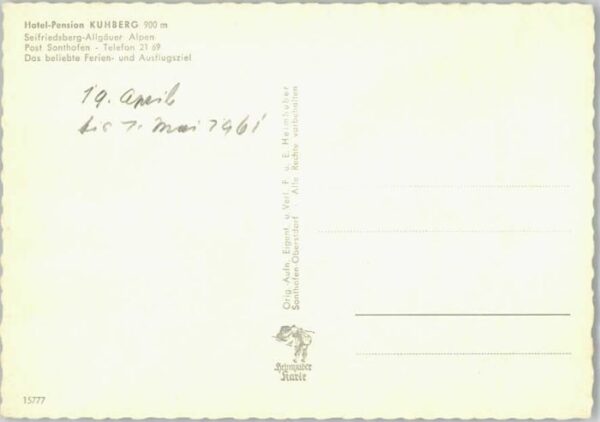 Hotel-Pension KUHBERG 900 m
Seifriedsberg-Allgäuer Alpen
Post Sonthofen - Telefon 21 69
Das beliebte Ferien- und Ausflugsziel
19. April
bis 7. Mai 1961
Orig.-Aufn. Eigent. u. Verl. F. u. E. Heimhuber
Sonthofen-Oberstdorf · Alle Rechte vorbehalten
Heimhuber
Karte
15777